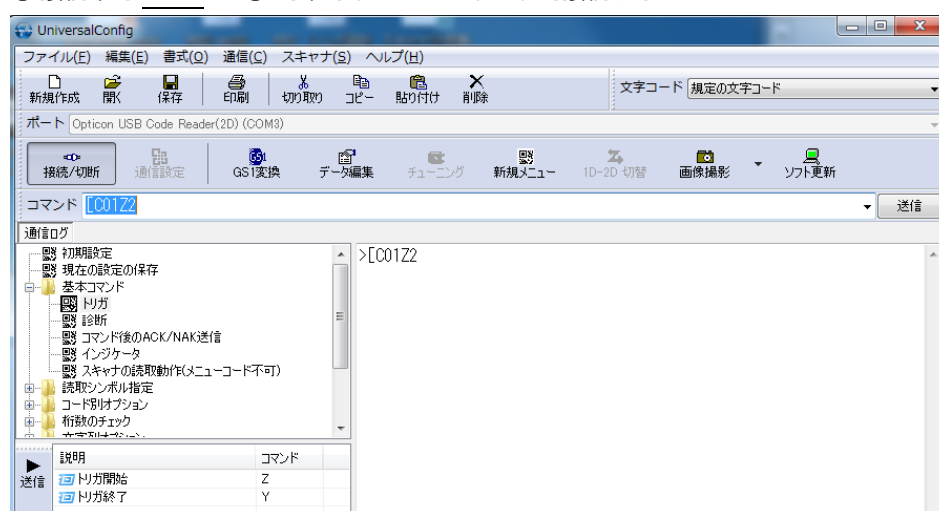 UniversalConfig
ファイル(F) 編集(E) 書式(O) 通信(C) スキャナ(S) ヘルプ(H)
新規作成 開く 保存 印刷 切り取り コピー 貼り付け 削除 文字コード 規定の文字コード
ポート Opticon USB Code Reader(2D) (COM3)
接続/切断 通信設定 GS1変換 データ編集 チューニング 新規メニュー 1D-2D 切替 画像撮影 ソフト更新
コマンド [C01Z2 送信
通信ログ
初期設定
現在の設定の保存
基本コマンド
トリガ
診断
コマンド後のACK/NAK送信
インジケータ
スキャナの読取動作(メニューコード不可)
読取シンボル指定
コード別オプション
桁数のチェック
>[C01Z2
送信
説明 コマンド
トリガ開始 Z
トリガ終了 Y